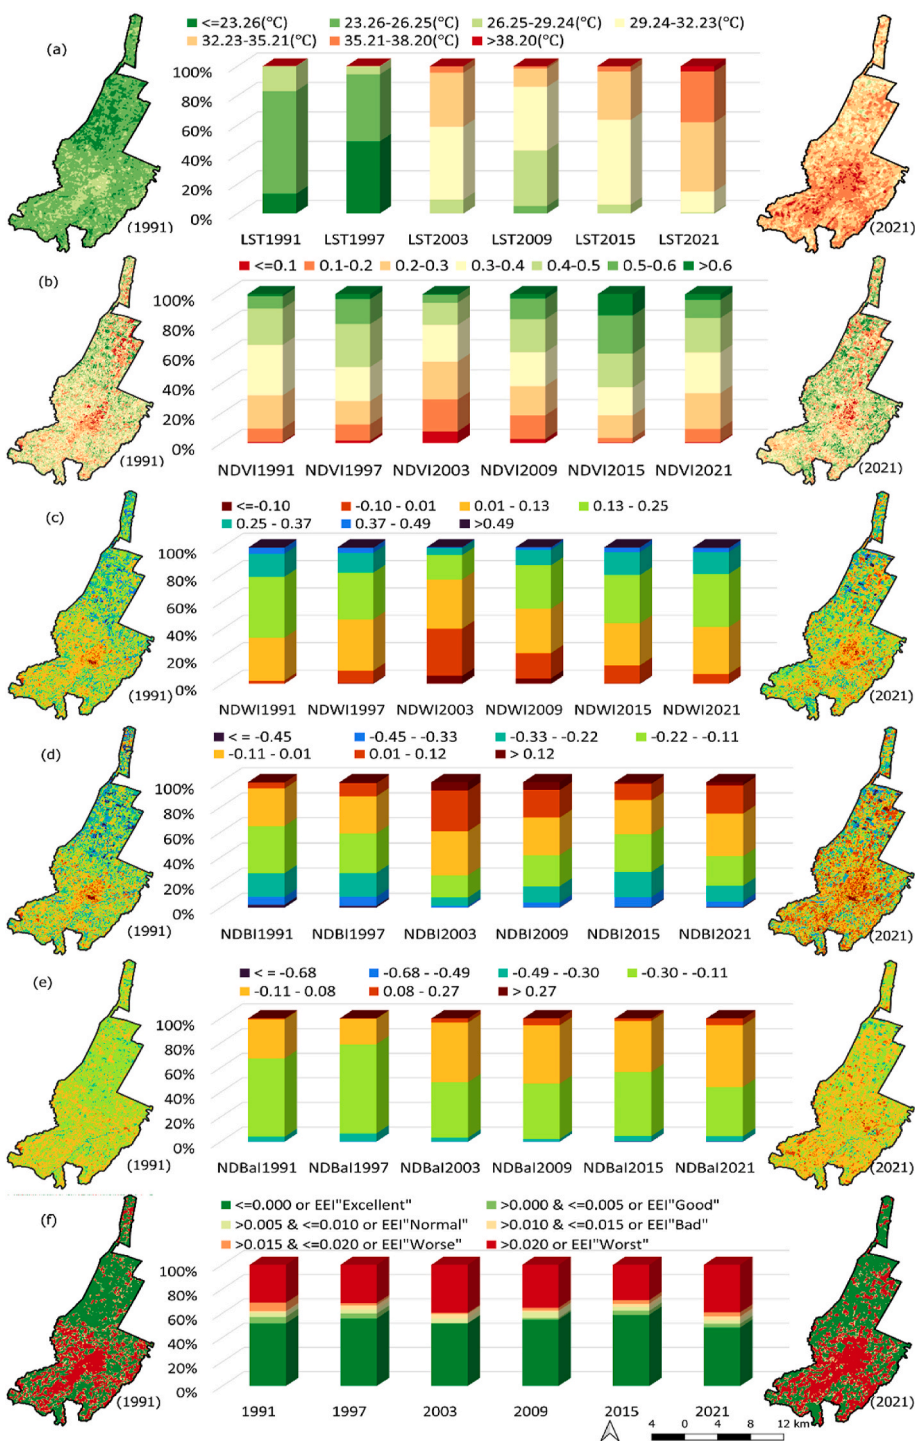 (a)
<=23.26(°C) 23.26-26.25(°C) 26.25-29.24(°C) 29.24-32.23(°C)
32.23-35.21(°C) 35.21-38.20(°C) >38.20(°C)
100%
80%
60%
40%
20%
0%
(1991)
(2021)
LST1991 LST1997 LST2003 LST2009 LST2015 LST2021
(b)
<=0.1 0.1-0.2 0.2-0.3 0.3-0.4 0.4-0.5 0.5-0.6 >0.6
100%
80%
60%
40%
20%
0%
(1991)
(2021)
NDVI1991 NDVI1997 NDVI2003 NDVI2009 NDVI2015 NDVI2021
(c)
<=-0.10 -0.10 - 0.01 0.01 - 0.13 0.13 - 0.25
0.25 - 0.37 0.37 - 0.49 >0.49
100%
80%
60%
40%
20%
0%
(1991)
(2021)
NDWI1991 NDWI1997 NDWI2003 NDWI2009 NDWI2015 NDWI2021
(d)
< = -0.45 -0.45 - -0.33 -0.33 - -0.22 -0.22 - -0.11
-0.11 - 0.01 0.01 - 0.12 > 0.12
100%
80%
60%
40%
20%
0%
(1991)
(2021)
NDBI1991 NDBI1997 NDBI2003 NDBI2009 NDBI2015 NDBI2021
(e)
< = -0.68 -0.68 - -0.49 -0.49 - -0.30 -0.30 - -0.11
-0.11 - 0.08 0.08 - 0.27 > 0.27
100%
80%
60%
40%
20%
0%
(1991)
(2021)
NDBaI1991 NDBaI1997 NDBaI2003 NDBaI2009 NDBaI2015 NDBaI2021
(f)
<=0.000 or EEI"Excellent" >0.000 & <=0.005 or EEI"Good"
>0.005 & <=0.010 or EEI"Normal" >0.010 & <=0.015 or EEI"Bad"
>0.015 & <=0.020 or EEI"Worse" >0.020 or EEI"Worst"
100%
80%
60%
40%
20%
0%
(1991)
(2021)
1991 1997 2003 2009 2015 2021
4 0 4 8 12 km